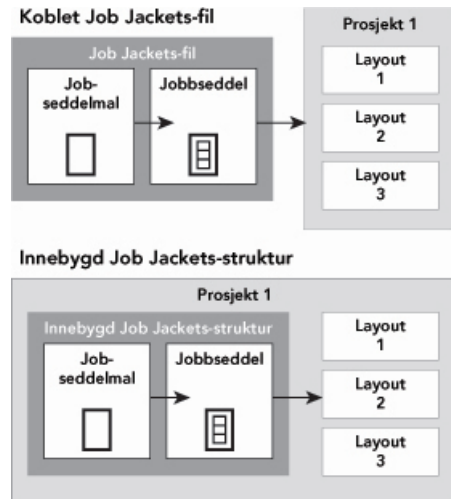 Koblet Job Jackets-fil
Job Jackets-fil
Job-
seddelmal
Jobbseddel
Prosjekt 1
Layout
1
Layout
2
Layout
3
Innebygd Job Jackets-struktur
Prosjekt 1
Innebygd Job Jackets-struktur
Job-
seddelmal
Jobbseddel
Layout
1
Layout
2
Layout
3